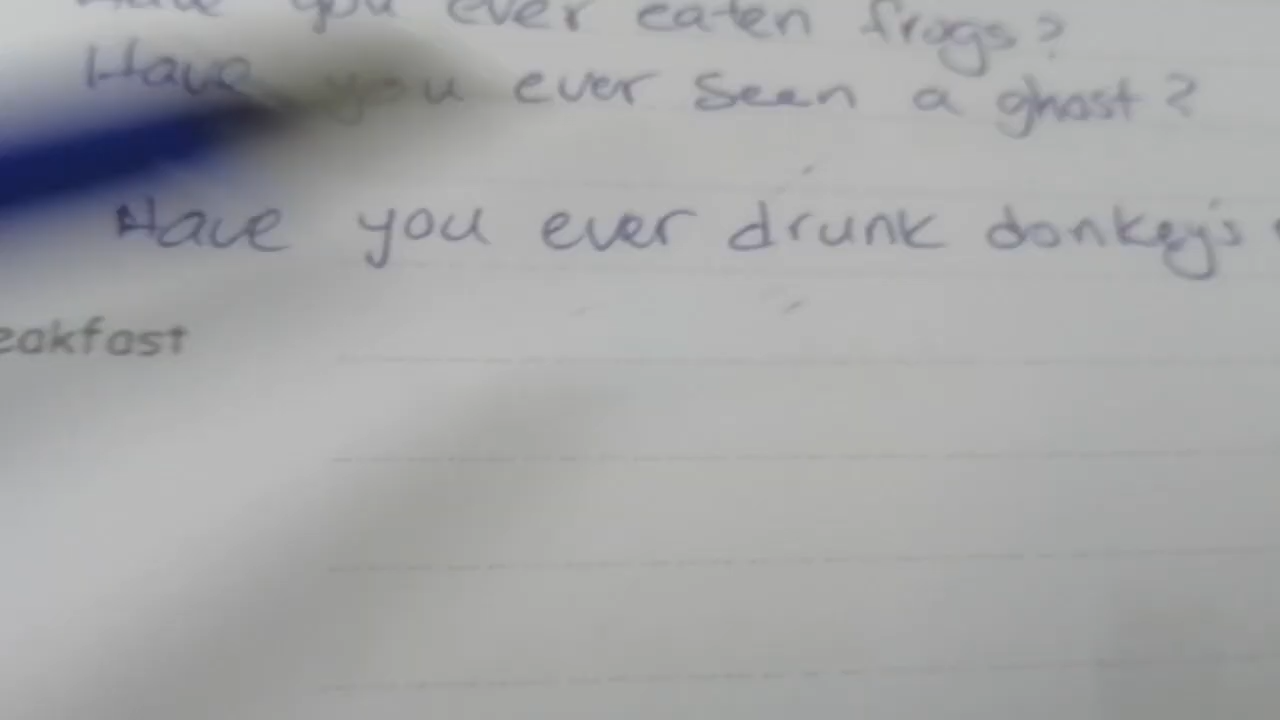 Have you ever eaten frogs?
Have you ever seen a ghost?
Have you ever drunk donkey's
eakfast